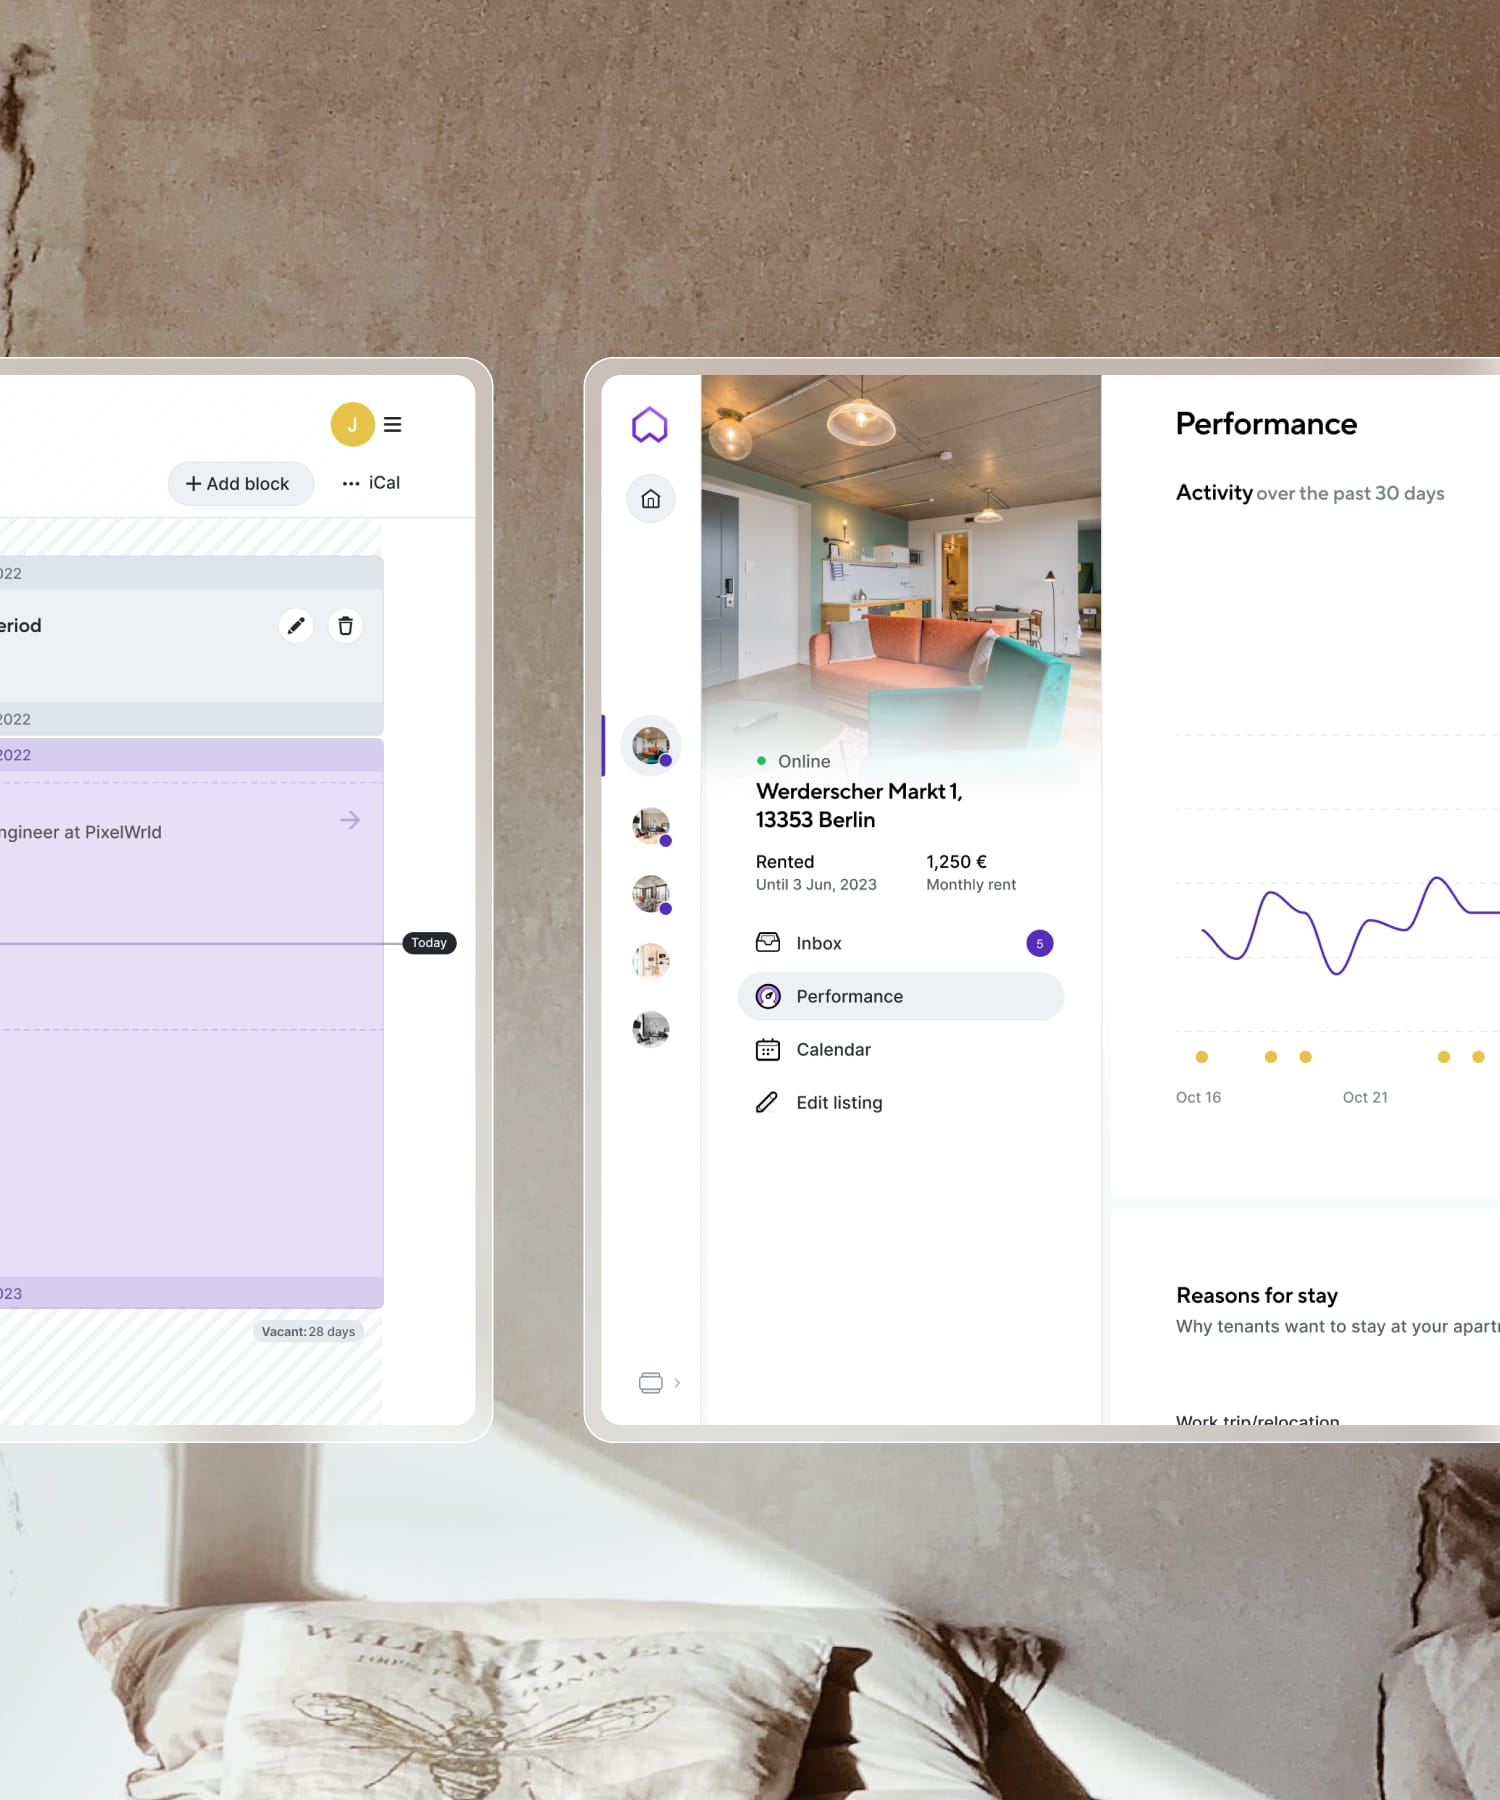 J
Add block
iCal
022
eriod
2022
2022
ngineer at PixelWrld
Today
023
Vacant: 28 days
Online
Werderscher Markt 1,
13353 Berlin
Rented
1,250 €
Until 3 Jun, 2023
Monthly rent
Inbox
5
Performance
Calendar
Edit listing
Performance
Activity over the past 30 days
Oct 16
Oct 21
Reasons for stay
Why tenants want to stay at your apart
Work trip/relocation